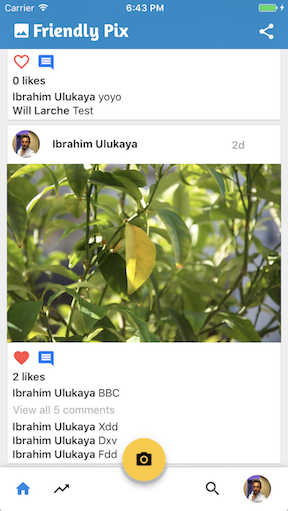 Carrier 6:43 PM
Friendly Pix
0 likes
Ibrahim Ulukaya yoyo
Will Larche Test
Ibrahim Ulukaya 2d
2 likes
Ibrahim Ulukaya BBC
View all 5 comments
Ibrahim Ulukaya Xdd
Ibrahim Ulukaya Dxv
Ibrahim Ulukaya Fdd